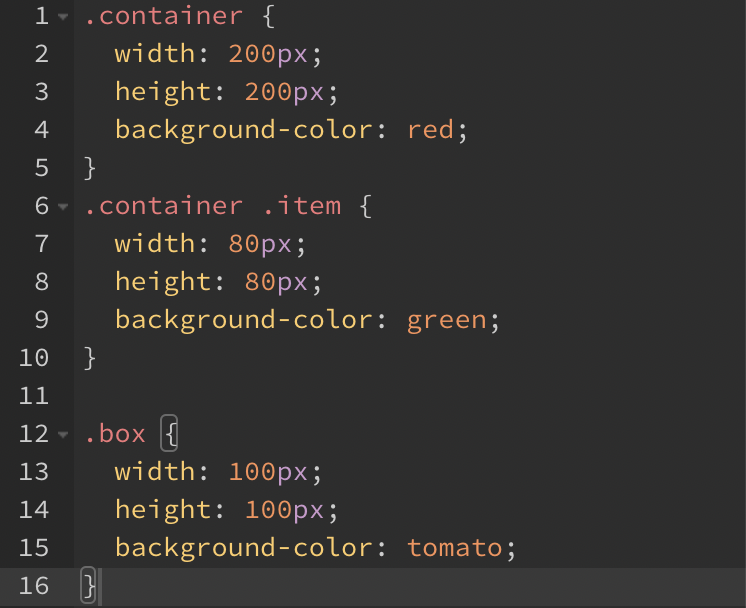 1 .container {
2 width: 200px;
3 height: 200px;
4 background-color: red;
5 }
6 .container .item {
7 width: 80px;
8 height: 80px;
9 background-color: green;
10 }
11
12 .box {
13 width: 100px;
14 height: 100px;
15 background-color: tomato;
16 }